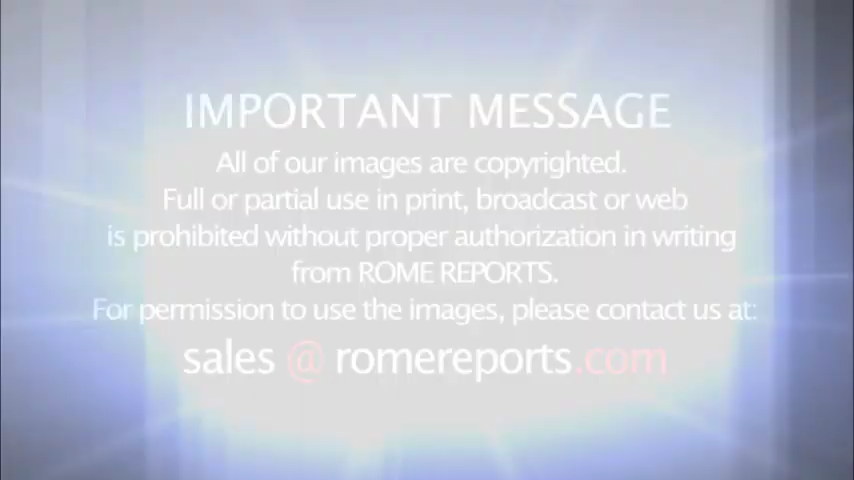 IMPORTANT MESSAGE
All of our images are copyrighted.
Full or partial use in print, broadcast or web
is prohibited without proper authorization in writing
from ROME REPORTS.
For permission to use the images, please contact us at:
sales @ romereports.com